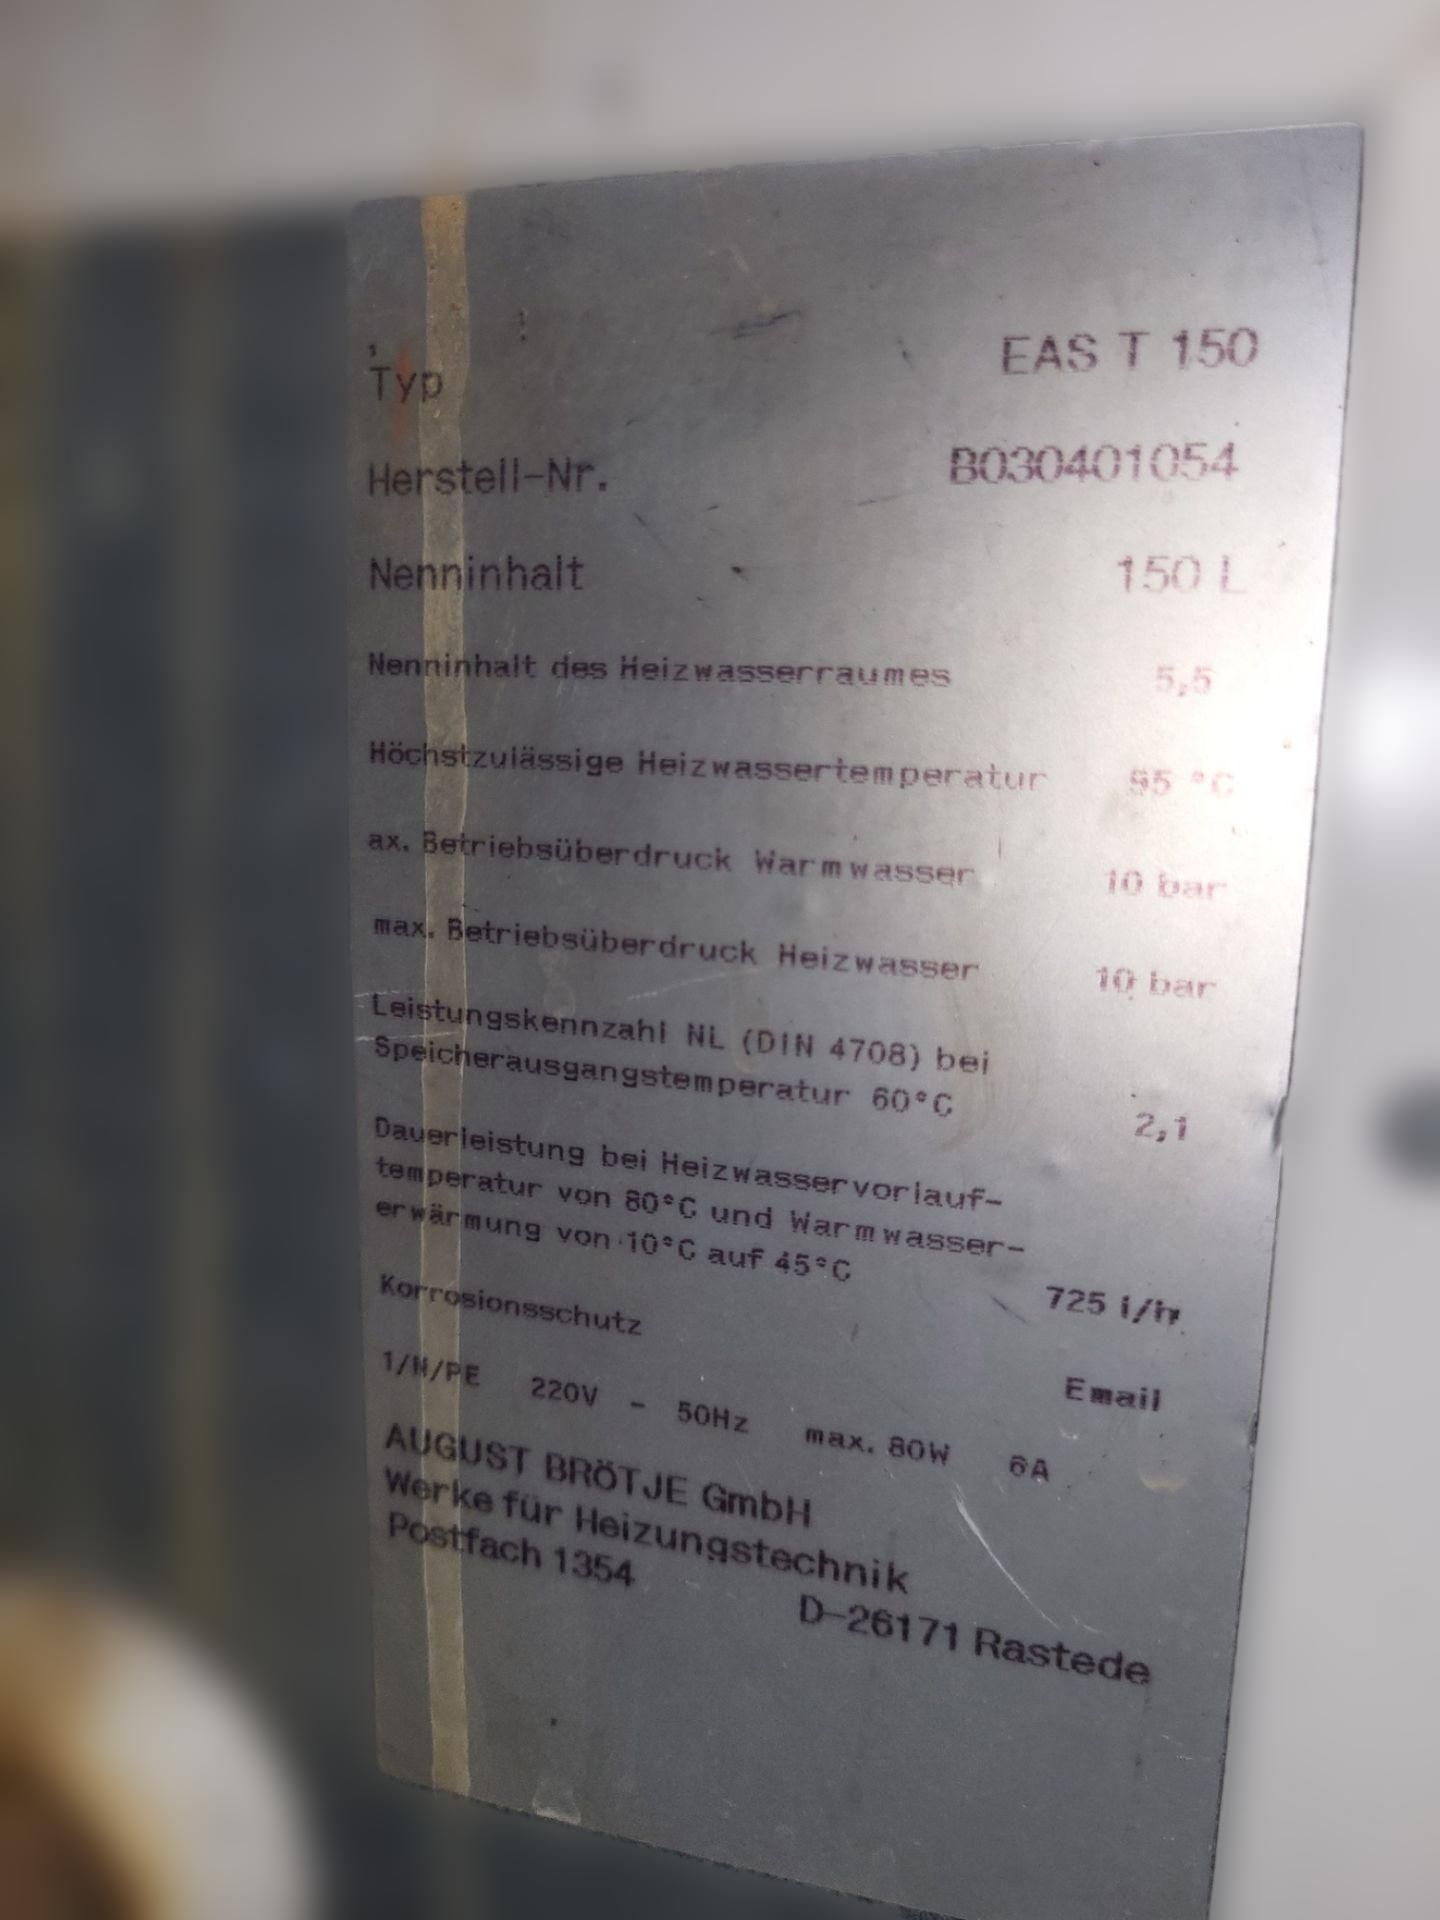 Typ EAS T 150
Herstell-Nr. B030401054
Nenninhalt 150 L
Nenninhalt des Heizwasserraumes 5,5
Höchstzulässige Heizwassertemperatur 95 °C
ax. Betriebsüberdruck Warmwasser 10 bar
max. Betriebsüberdruck Heizwasser 10 bar
Leistungskennzahl NL (DIN 4708) bei
Speicherausgangstemperatur 60°C 2,1
Dauerleistung bei Heizwasservorlauf-
temperatur von 80°C und Warmwasser-
erwärmung von 10°C auf 45°C 725 l/h
Korrosionsschutz Email
1/N/PE 220V - 50Hz max. 80W 6A
AUGUST BRÖTJE GmbH
Werke für Heizungstechnik
Postfach 1354
D-26171 Rastede